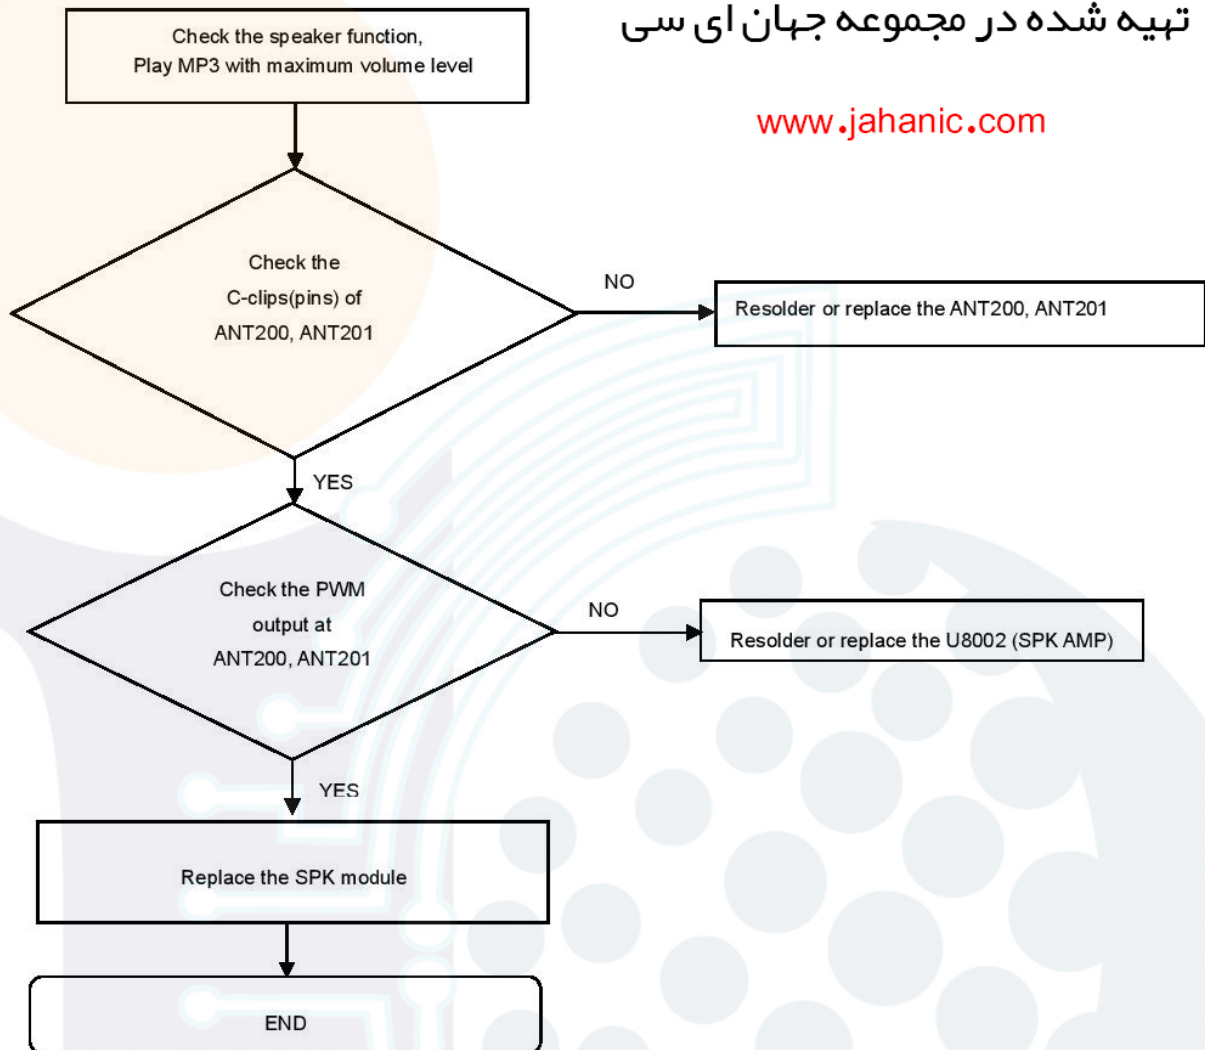 تهیه شده در مجموعه جهان ای سی
www.jahanic.com
Check the speaker function,
Play MP3 with maximum volume level
Check the
C-clips(pins) of
ANT200, ANT201
NO
Resolder or replace the ANT200, ANT201
YES
Check the PWM
output at
ANT200, ANT201
NO
Resolder or replace the U8002 (SPK AMP)
YES
Replace the SPK module
END